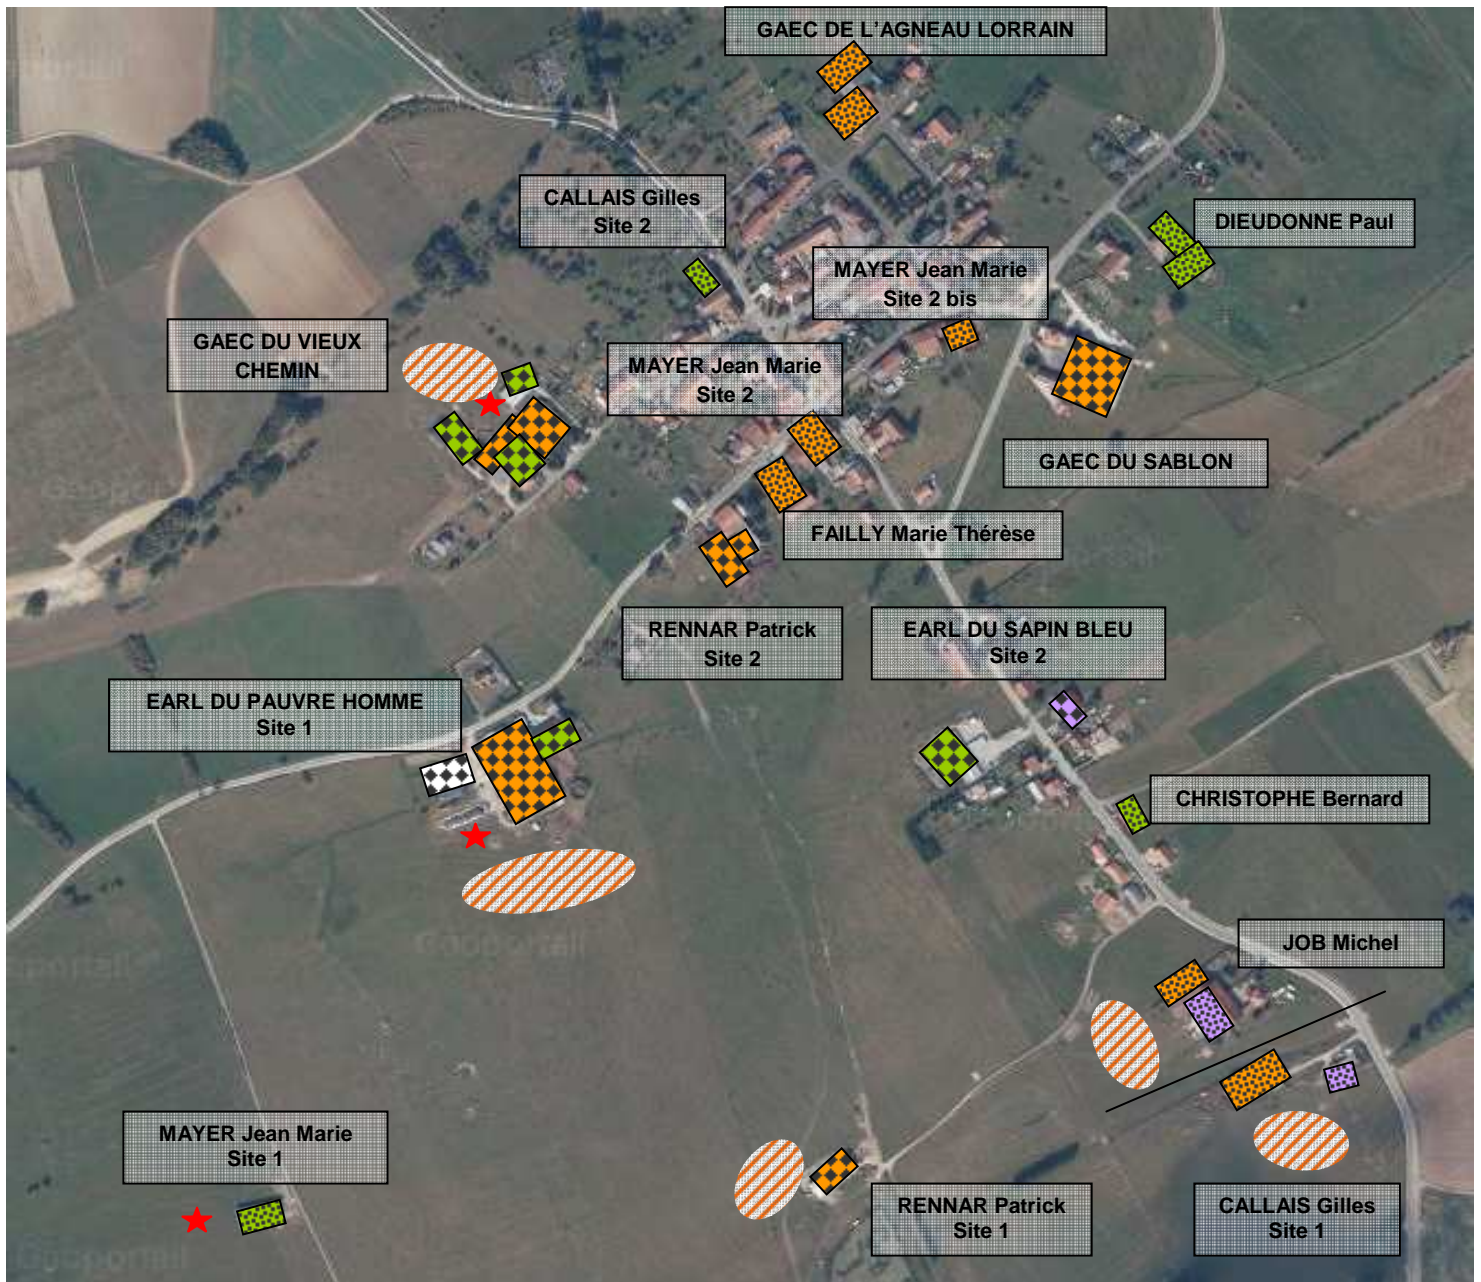 GAEC DE L'AGNEAU LORRAIN
CALLAIS Gilles
Site 2
DIEUDONNE Paul
MAYER Jean Marie
Site 2 bis
GAEC DU VIEUX
CHEMIN
MAYER Jean Marie
Site 2
GAEC DU SABLON
FAILLY Marie Thérèse
RENNAR Patrick
Site 2
EARL DU SAPIN BLEU
Site 2
EARL DU PAUVRE HOMME
Site 1
CHRISTOPHE Bernard
JOB Michel
MAYER Jean Marie
Site 1
RENNAR Patrick
Site 1
CALLAIS Gilles
Site 1